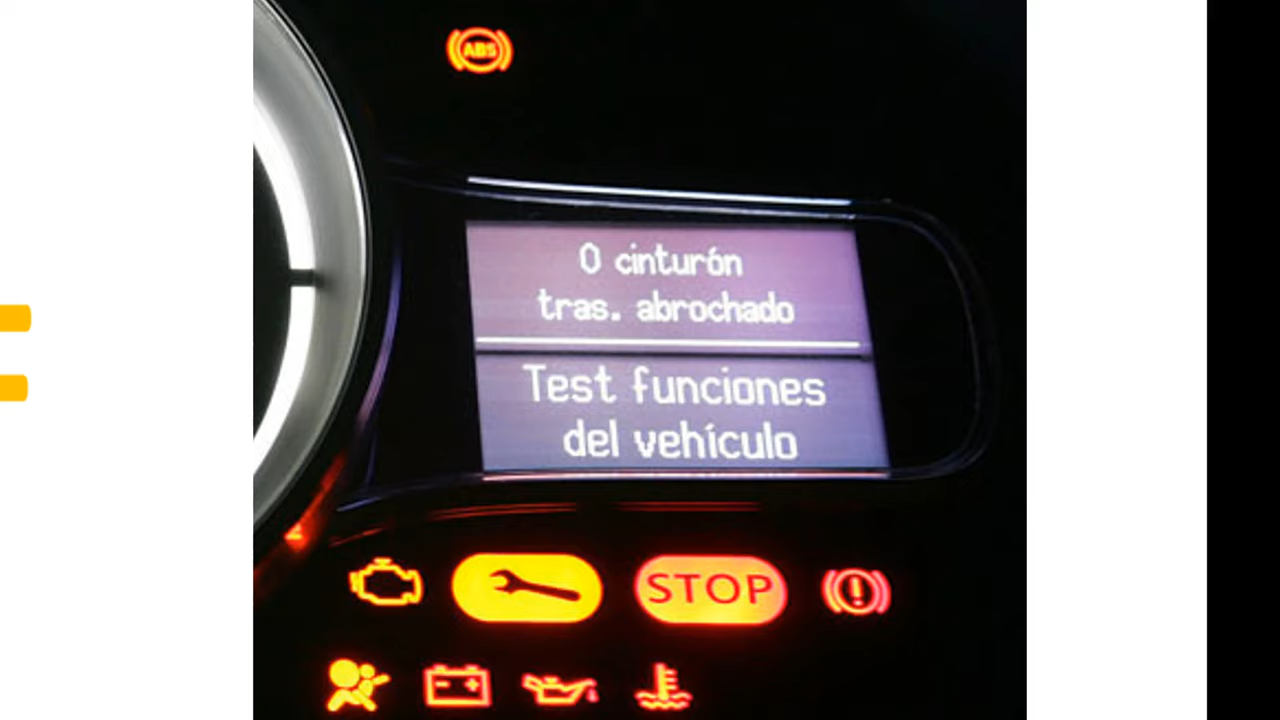 ABS
0 cinturón
tras. abrochado
Test funciones
del vehículo
STOP